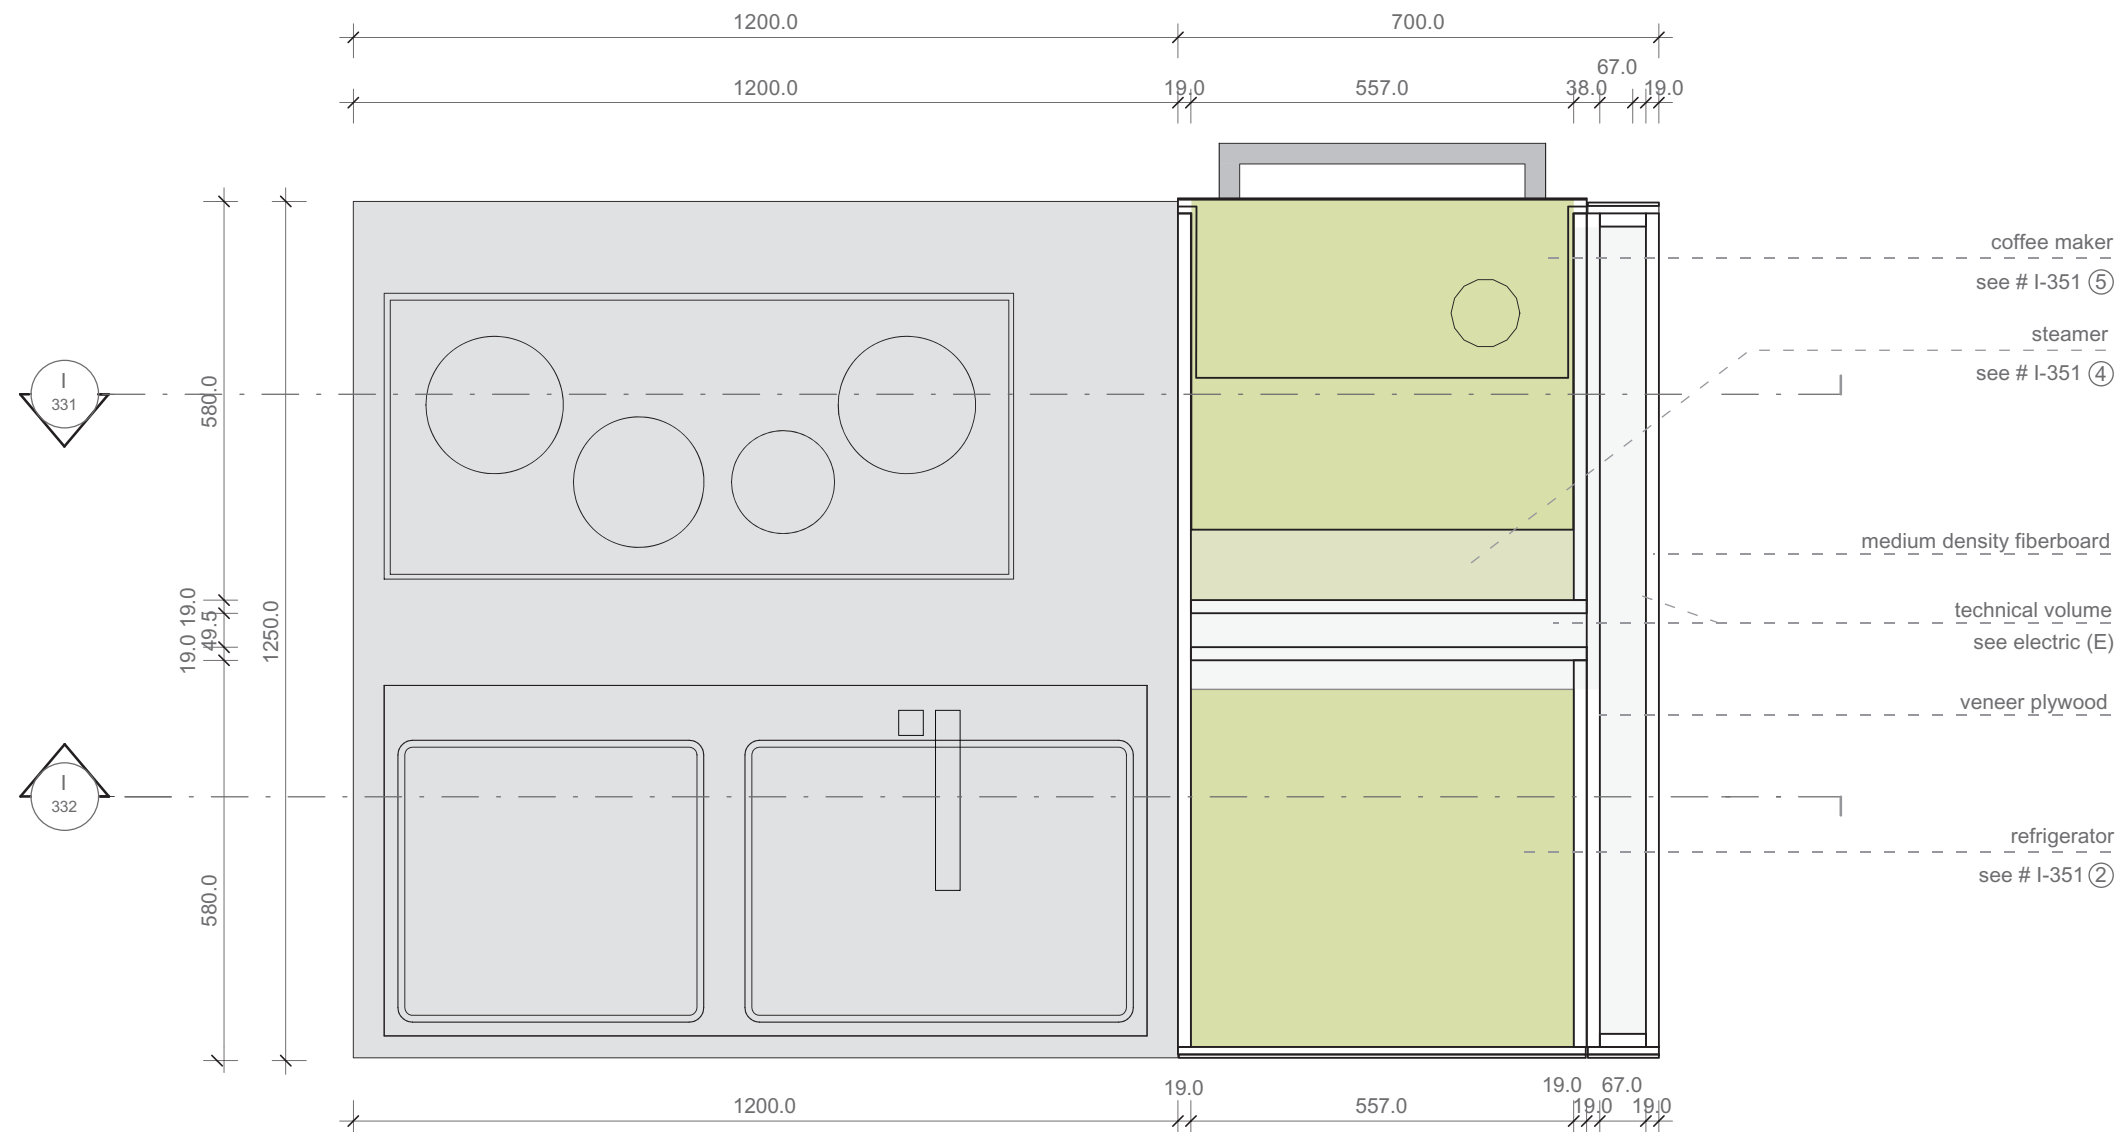 1200.0
700.0
67.0
1200.0
19.0
557.0
38.0
19.0
coffee maker
see # I-351 5
steamer
see # I-351 4
I
331
580.0
medium density fiberboard
19.0
49.5
19.0
1250.0
technical volume
see electric (E)
veneer plywood
I
332
refrigerator
see # I-351 2
580.0
19.0
19.0
67.0
1200.0
557.0
19.0
19.0